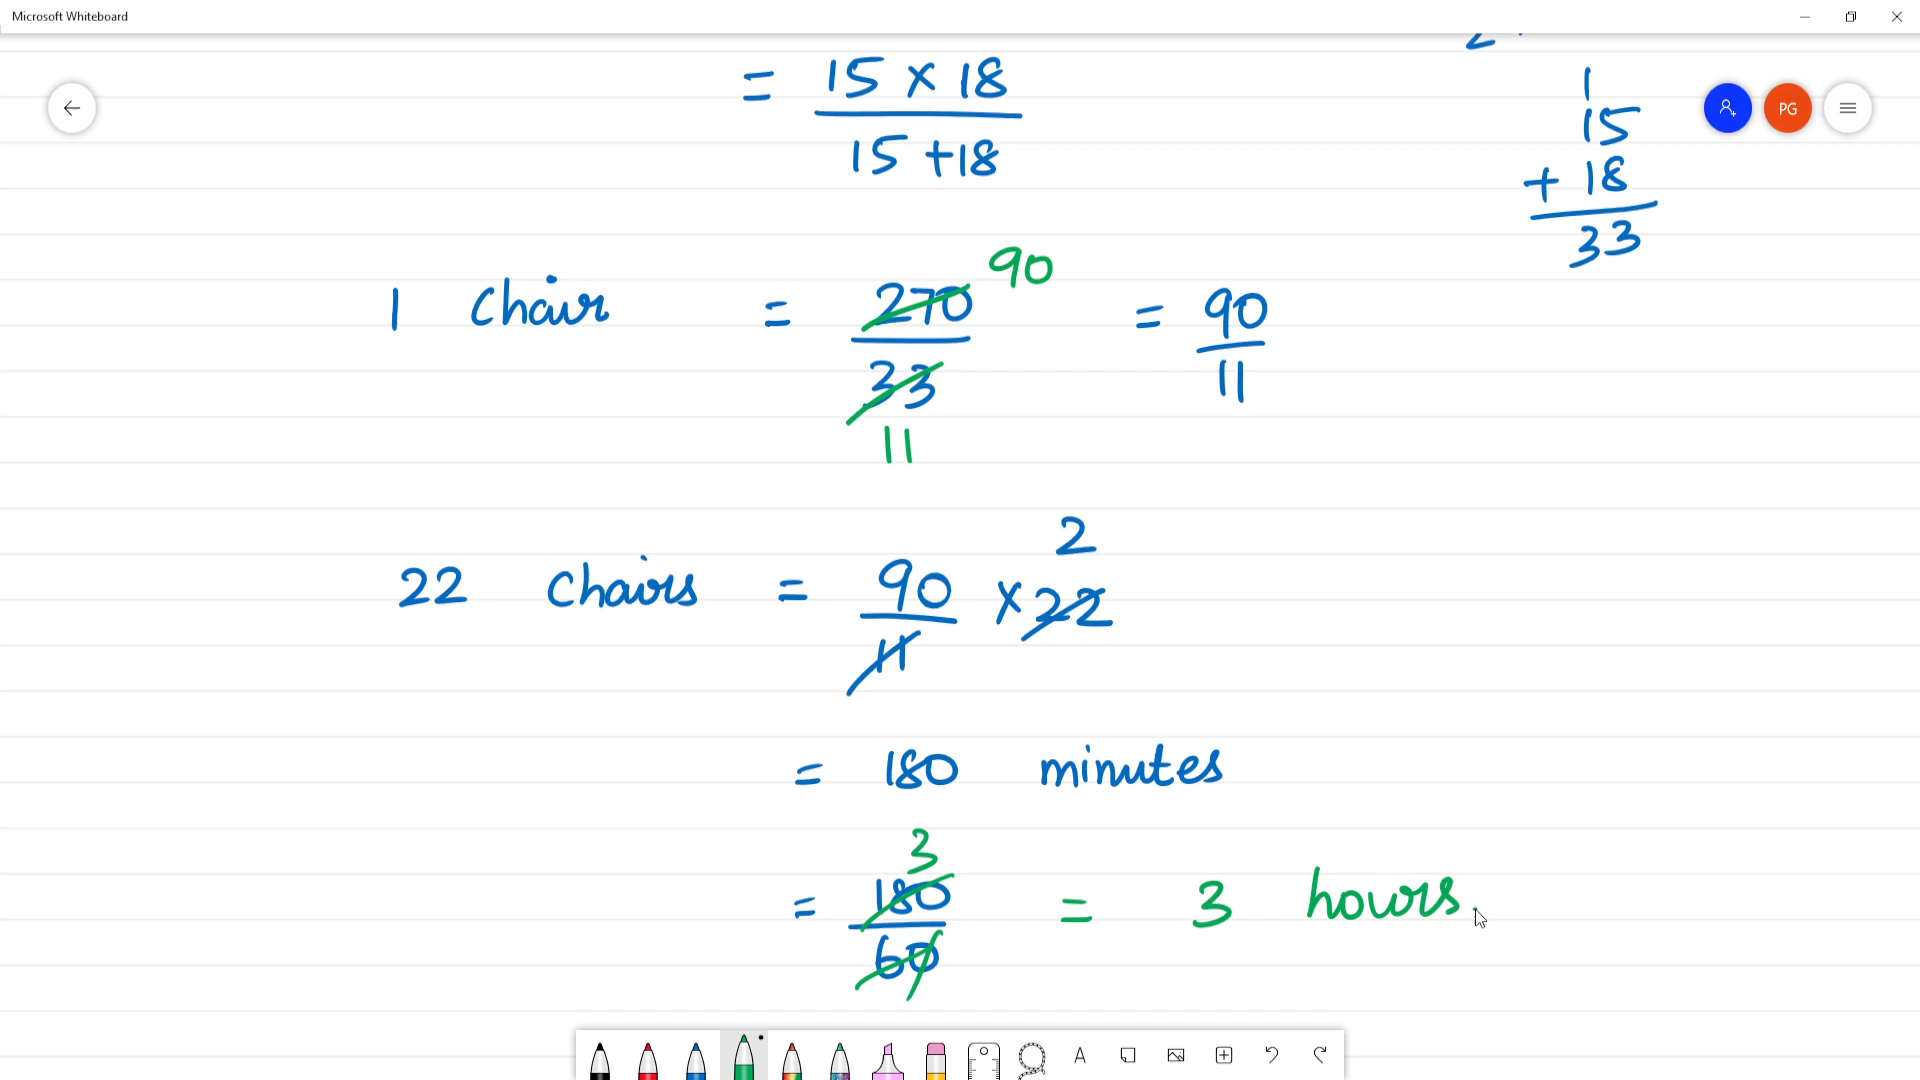 Microsoft Whiteboard
= 15 × 18
15 + 18
1
15
+ 18
33
PG
1 Chair = 270 90 = 90
33 11
11
2
22 Chairs = 90 × 22
11
= 180 minutes
3
= 180 = 3 hours.
60
A